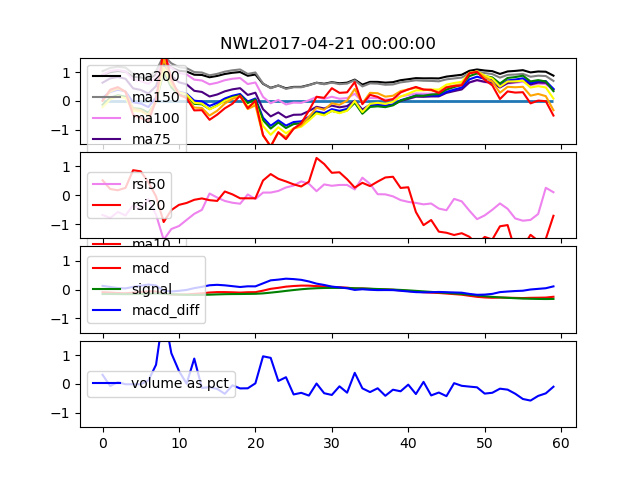 NWL2017-04-21 00:00:00
1
0
−1
ma200
ma150
ma100
ma75
1
0
−1
rsi50
rsi20
ma10
1
0
−1
macd
signal
macd_diff
1
0
−1
volume as pct
0 10 20 30 40 50 60